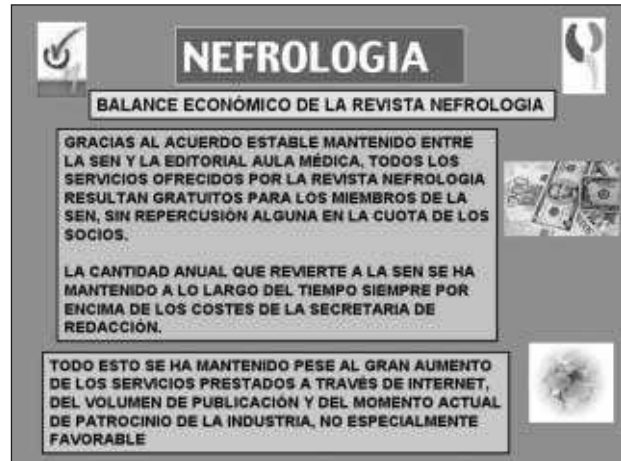 NEFROLOGIA
BALANCE ECONÓMICO DE LA REVISTA NEFROLOGIA
GRACIAS AL ACUERDO ESTABLE MANTENIDO ENTRE
LA SEN Y LA EDITORIAL AULA MÉDICA, TODOS LOS
SERVICIOS OFRECIDOS POR LA REVISTA NEFROLOGIA
RESULTAN GRATUITOS PARA LOS MIEMBROS DE LA
SEN, SIN REPERCUSIÓN ALGUNA EN LA CUOTA DE LOS
SOCIOS.
LA CANTIDAD ANUAL QUE REVIERTE A LA SEN SE HA
MANTENIDO A LO LARGO DEL TIEMPO SIEMPRE POR
ENCIMA DE LOS COSTES DE LA SECRETARIA DE
REDACCIÓN.
TODO ESTO SE HA MANTENIDO PESE AL GRAN AUMENTO
DE LOS SERVICIOS PRESTADOS A TRAVÉS DE INTERNET,
DEL VOLUMEN DE PUBLICACIÓN Y DEL MOMENTO ACTUAL
DE PATROCINIO DE LA INDUSTRIA, NO ESPECIALMENTE
FAVORABLE